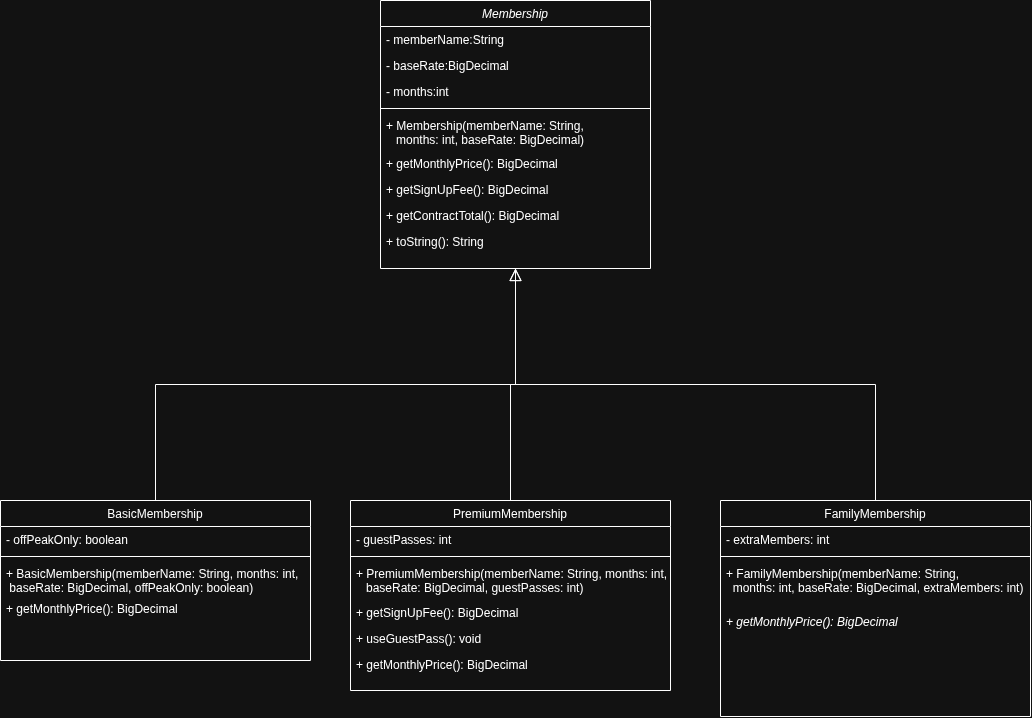 Membership
- memberName:String
- baseRate:BigDecimal
- months:int
+ Membership(memberName: String,
months: int, baseRate: BigDecimal)
+ getMonthlyPrice(): BigDecimal
+ getSignUpFee(): BigDecimal
+ getContractTotal(): BigDecimal
+ toString(): String
BasicMembership
- offPeakOnly: boolean
+ BasicMembership(memberName: String, months: int,
baseRate: BigDecimal, offPeakOnly: boolean)
+ getMonthlyPrice(): BigDecimal
PremiumMembership
- guestPasses: int
+ PremiumMembership(memberName: String, months: int,
baseRate: BigDecimal, guestPasses: int)
+ getSignUpFee(): BigDecimal
+ useGuestPass(): void
+ getMonthlyPrice(): BigDecimal
FamilyMembership
- extraMembers: int
+ FamilyMembership(memberName: String,
months: int, baseRate: BigDecimal, extraMembers: int)
+ getMonthlyPrice(): BigDecimal